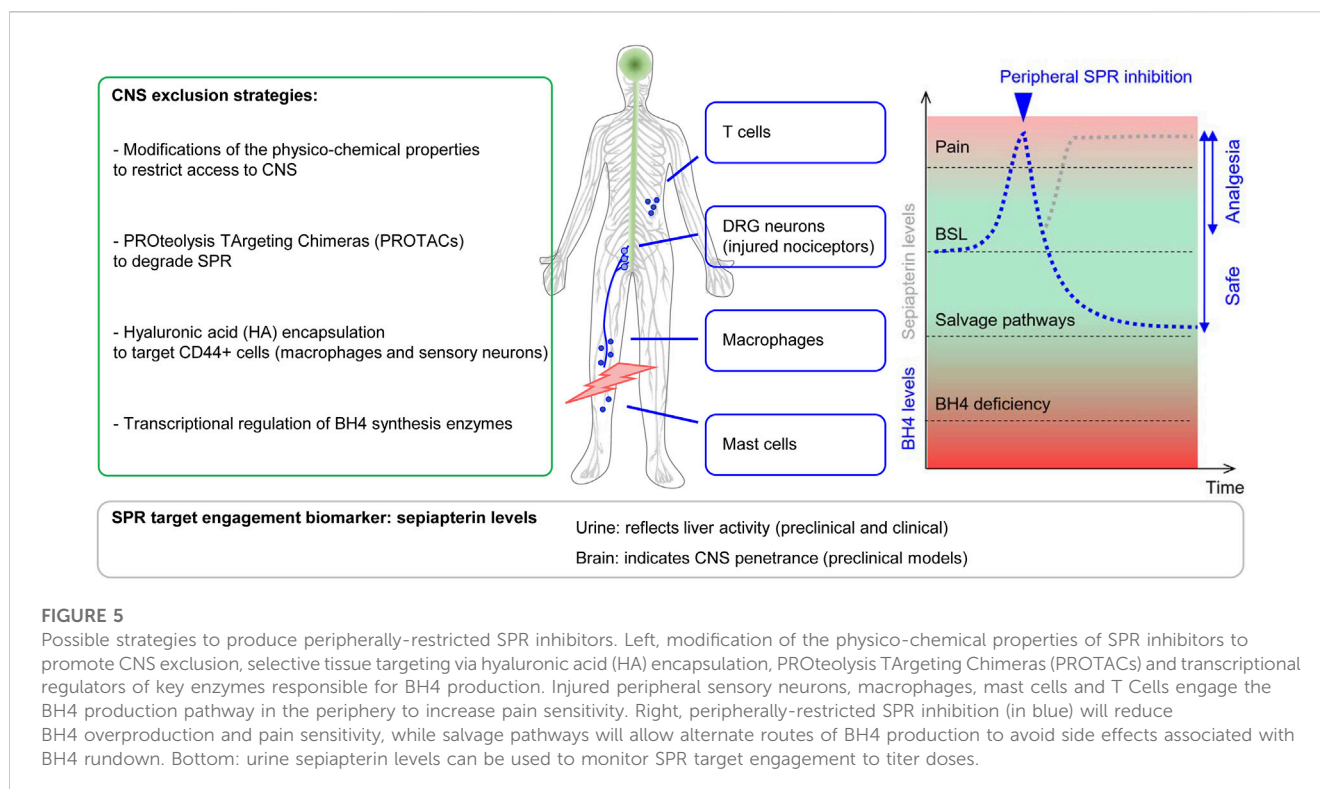 CNS exclusion strategies:
- Modifications of the physico-chemical properties
to restrict access to CNS
- PROteolysis TArgeting Chimeras (PROTACs)
to degrade SPR
- Hyaluronic acid (HA) encapsulation
to target CD44+ cells (macrophages and sensory neurons)
- Transcriptional regulation of BH4 synthesis enzymes
T cells
DRG neurons
(injured nociceptors)
Macrophages
Mast cells
Peripheral SPR inhibition
Pain
BSL
Salvage pathways
BH4 deficiency
Sepiapterin levels
BH4 levels
Analgesia
Safe
Time
SPR target engagement biomarker: sepiapterin levels
Urine: reflects liver activity (preclinical and clinical)
Brain: indicates CNS penetrance (preclinical models)
FIGURE 5
Possible strategies to produce peripherally-restricted SPR inhibitors. Left, modification of the physico-chemical properties of SPR inhibitors to
promote CNS exclusion, selective tissue targeting via hyaluronic acid (HA) encapsulation, PROteolysis TArgeting Chimeras (PROTACs) and transcriptional
regulators of key enzymes responsible for BH4 production. Injured peripheral sensory neurons, macrophages, mast cells and T Cells engage the
BH4 production pathway in the periphery to increase pain sensitivity. Right, peripherally-restricted SPR inhibition (in blue) will reduce
BH4 overproduction and pain sensitivity, while salvage pathways will allow alternate routes of BH4 production to avoid side effects associated with
BH4 rundown. Bottom: urine sepiapterin levels can be used to monitor SPR target engagement to titer doses.